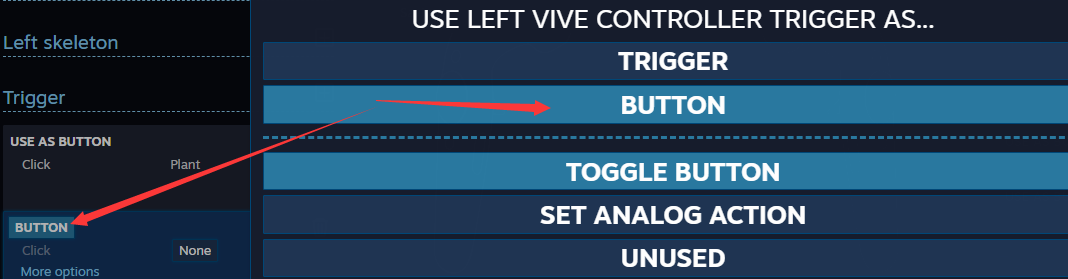 Left skeleton
Trigger
USE AS BUTTON
Click Plant
BUTTON
Click None
More options
USE LEFT VIVE CONTROLLER TRIGGER AS...
TRIGGER
BUTTON
TOGGLE BUTTON
SET ANALOG ACTION
UNUSED